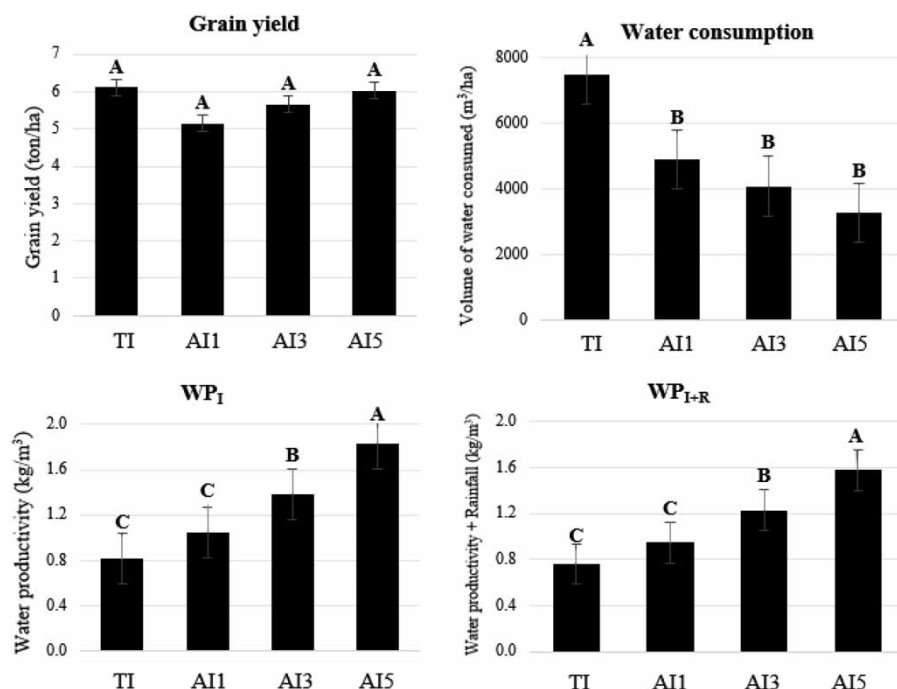 Grain yield
Grain yield (ton/ha)
7
6
5
4
3
2
1
0
A
A
A
A
TI
AI1
AI3
AI5
Water consumption
Volume of water consumed (m³/ha)
8000
6000
4000
2000
0
A
B
B
B
TI
AI1
AI3
AI5
WPI
Water productivity (kg/m³)
2.0
1.6
1.2
0.8
0.4
0.0
C
C
B
A
TI
AI1
AI3
AI5
WPI+R
Water productivity + Rainfall (kg/m³)
2.0
1.6
1.2
0.8
0.4
0.0
C
C
B
A
TI
AI1
AI3
AI5